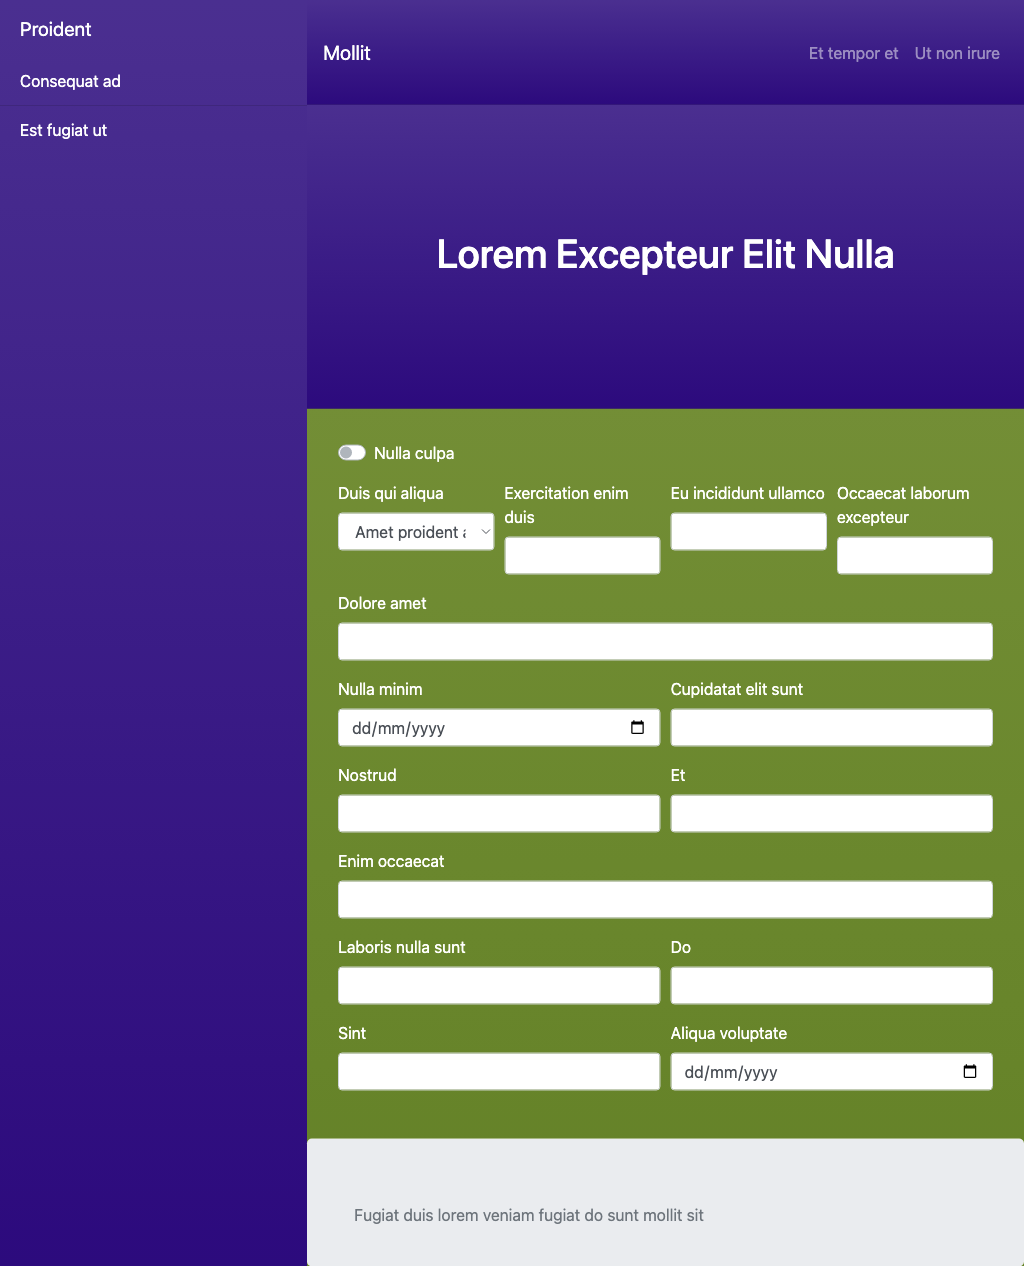 Proident
Consequat ad
Est fugiat ut
Mollit
Et tempor et
Ut non irure
Lorem Excepteur Elit Nulla
Nulla culpa
Duis qui aliqua
Amet proident
Exercitation enim
duis
Eu incididunt ullamco
Occaecat laborum
excepteur
Dolore amet
Nulla minim
dd/mm/yyyy
Cupidatat elit sunt
Nostrud
Et
Enim occaecat
Laboris nulla sunt
Do
Sint
Aliqua voluptate
dd/mm/yyyy
Fugiat duis lorem veniam fugiat do sunt mollit sit